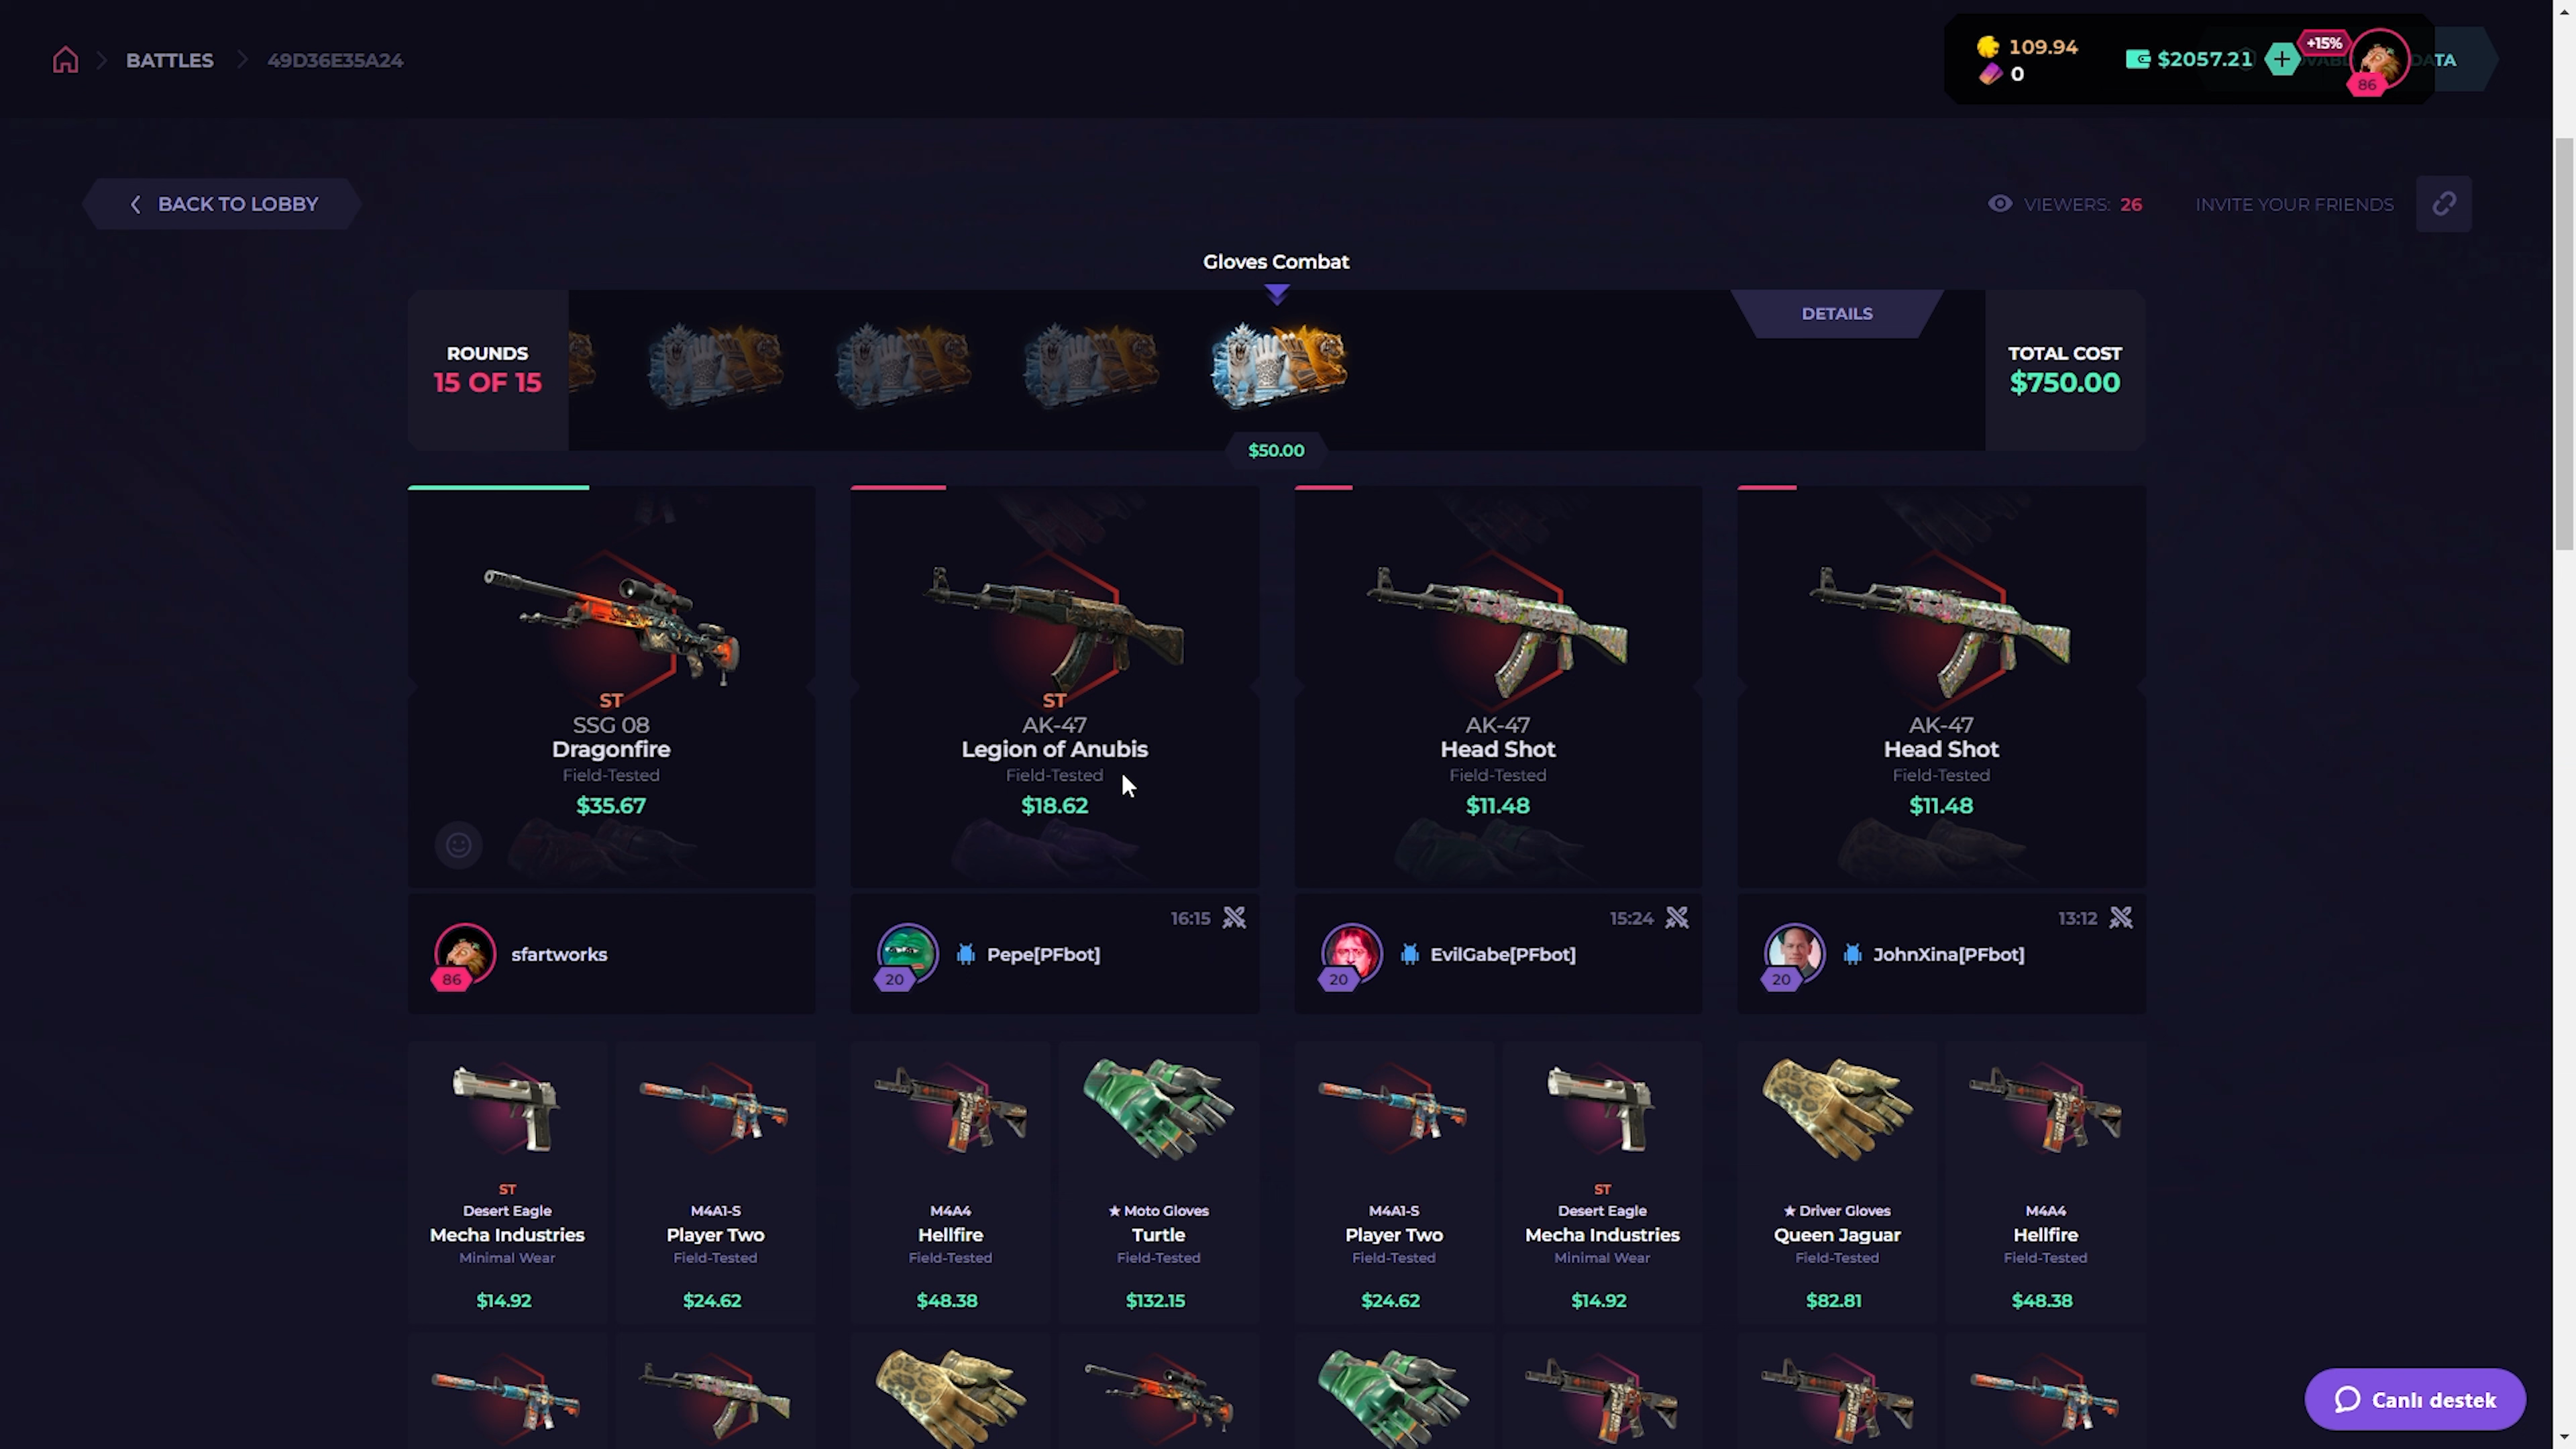 BATTLES
49D36E35A24
109.94
0
$2057.21
+15%
86
DATA
BACK TO LOBBY
VIEWERS: 26
INVITE YOUR FRIENDS
Gloves Combat
ROUNDS
15 OF 15
DETAILS
TOTAL COST
$750.00
$50.00
ST
SSG 08
Dragonfire
Field-Tested
$35.67
ST
AK-47
Legion of Anubis
Field-Tested
$18.62
AK-47
Head Shot
Field-Tested
$11.48
AK-47
Head Shot
Field-Tested
$11.48
86
sfartworks
16:15
20
Pepe[PFbot]
15:24
20
EvilGabe[PFbot]
13:12
20
JohnXina[PFbot]
ST
Desert Eagle
Mecha Industries
Minimal Wear
$14.92
M4A1-S
Player Two
Field-Tested
$24.62
M4A4
Hellfire
Field-Tested
$48.38
★ Moto Gloves
Turtle
Field-Tested
$132.15
M4A1-S
Player Two
Field-Tested
$24.62
ST
Desert Eagle
Mecha Industries
Minimal Wear
$14.92
★ Driver Gloves
Queen Jaguar
Field-Tested
$82.81
M4A4
Hellfire
Field-Tested
$48.38
Canlı destek